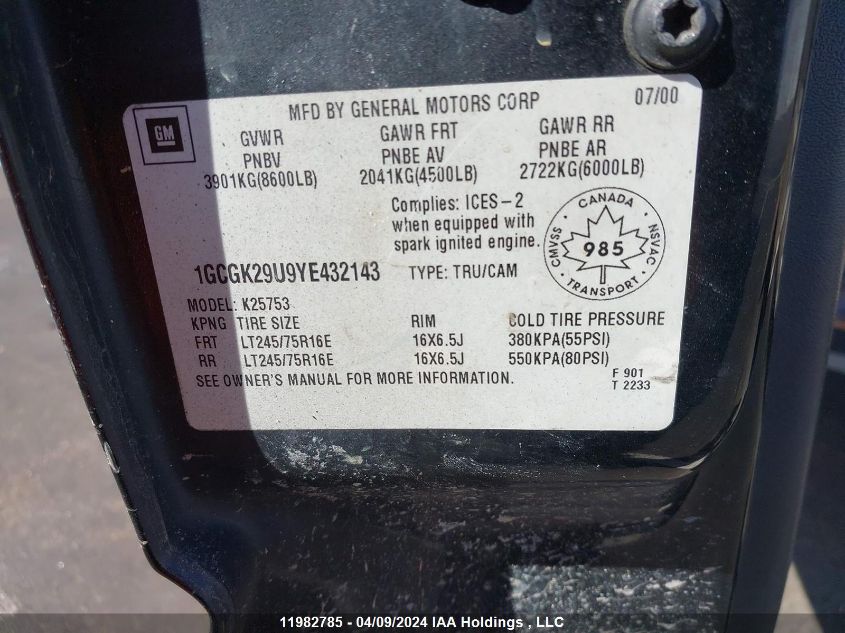 GM
MFD BY GENERAL MOTORS CORP 07/00
GVWR GAWR FRT GAWR RR
PNBV PNBE AV PNBE AR
3901KG(8600LB) 2041KG(4500LB) 2722KG(6000LB)
Complies: ICES-2
when equipped with
spark ignited engine.
CANADA
CMVSS 985 NSVAC
TRANSPORT
1GCGK29U9YE432143 TYPE: TRU/CAM
MODEL: K25753
KPNG TIRE SIZE RIM COLD TIRE PRESSURE
FRT LT245/75R16E 16X6.5J 380KPA(55PSI)
RR LT245/75R16E 16X6.5J 550KPA(80PSI)
SEE OWNER'S MANUAL FOR MORE INFORMATION.
F 901
T 2233
11982785 - 04/09/2024 IAA Holdings , LLC